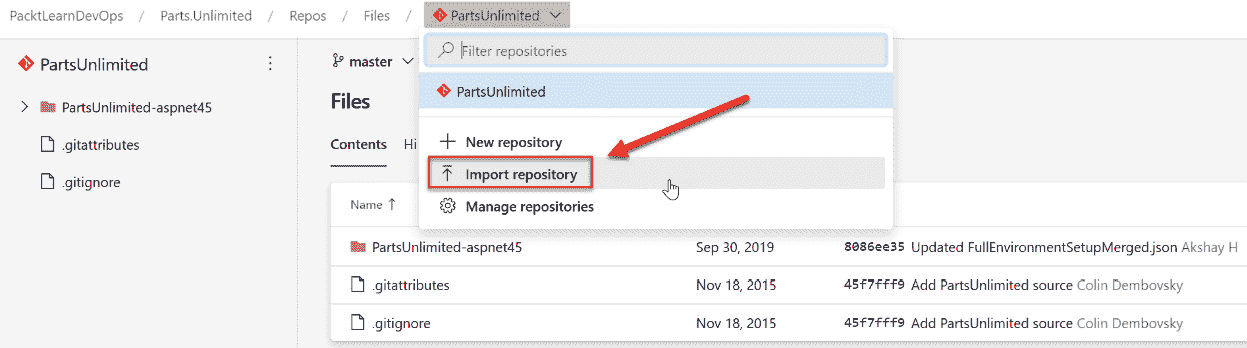 PacktLearnDevOps / Parts.Unlimited / Repos / Files / PartsUnlimited
Filter repositories
PartsUnlimited
New repository
Import repository
Manage repositories
PartsUnlimited
PartsUnlimited-aspnet45
.gitattributes
.gitignore
master
Files
Contents Hi
Name ↑
PartsUnlimited-aspnet45 Sep 30, 2019 8086ee35 Updated FullEnvironmentSetupMerged.json Akshay H
.gitattributes Nov 18, 2015 45f7fff9 Add PartsUnlimited source Colin Dembovsky
.gitignore Nov 18, 2015 45f7fff9 Add PartsUnlimited source Colin Dembovsky